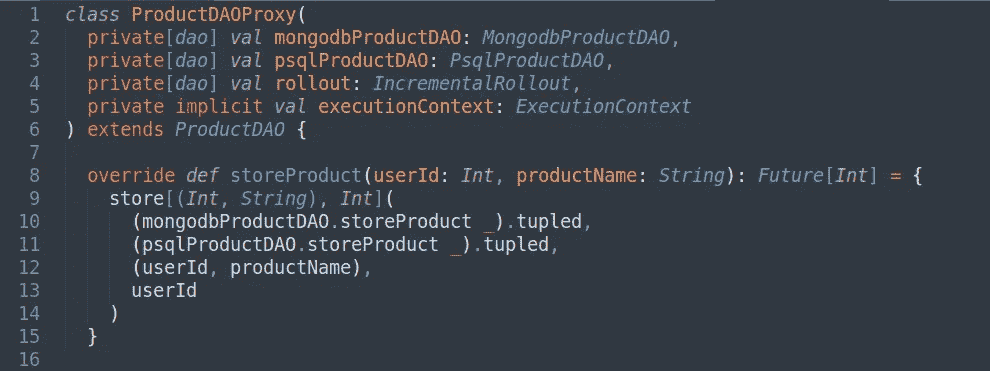 1 class ProductDAOProxy(
2   private[dao] val mongodbProductDAO: MongodbProductDAO,
3   private[dao] val psqlProductDAO: PsqlProductDAO,
4   private[dao] val rollout: IncrementalRollout,
5   private implicit val executionContext: ExecutionContext
6 ) extends ProductDAO {
7
8   override def storeProduct(userId: Int, productName: String): Future[Int] = {
9     store[(Int, String), Int](
10       (mongodbProductDAO.storeProduct _).tupled,
11       (psqlProductDAO.storeProduct _).tupled,
12       (userId, productName),
13       userId
14     )
15   }
16